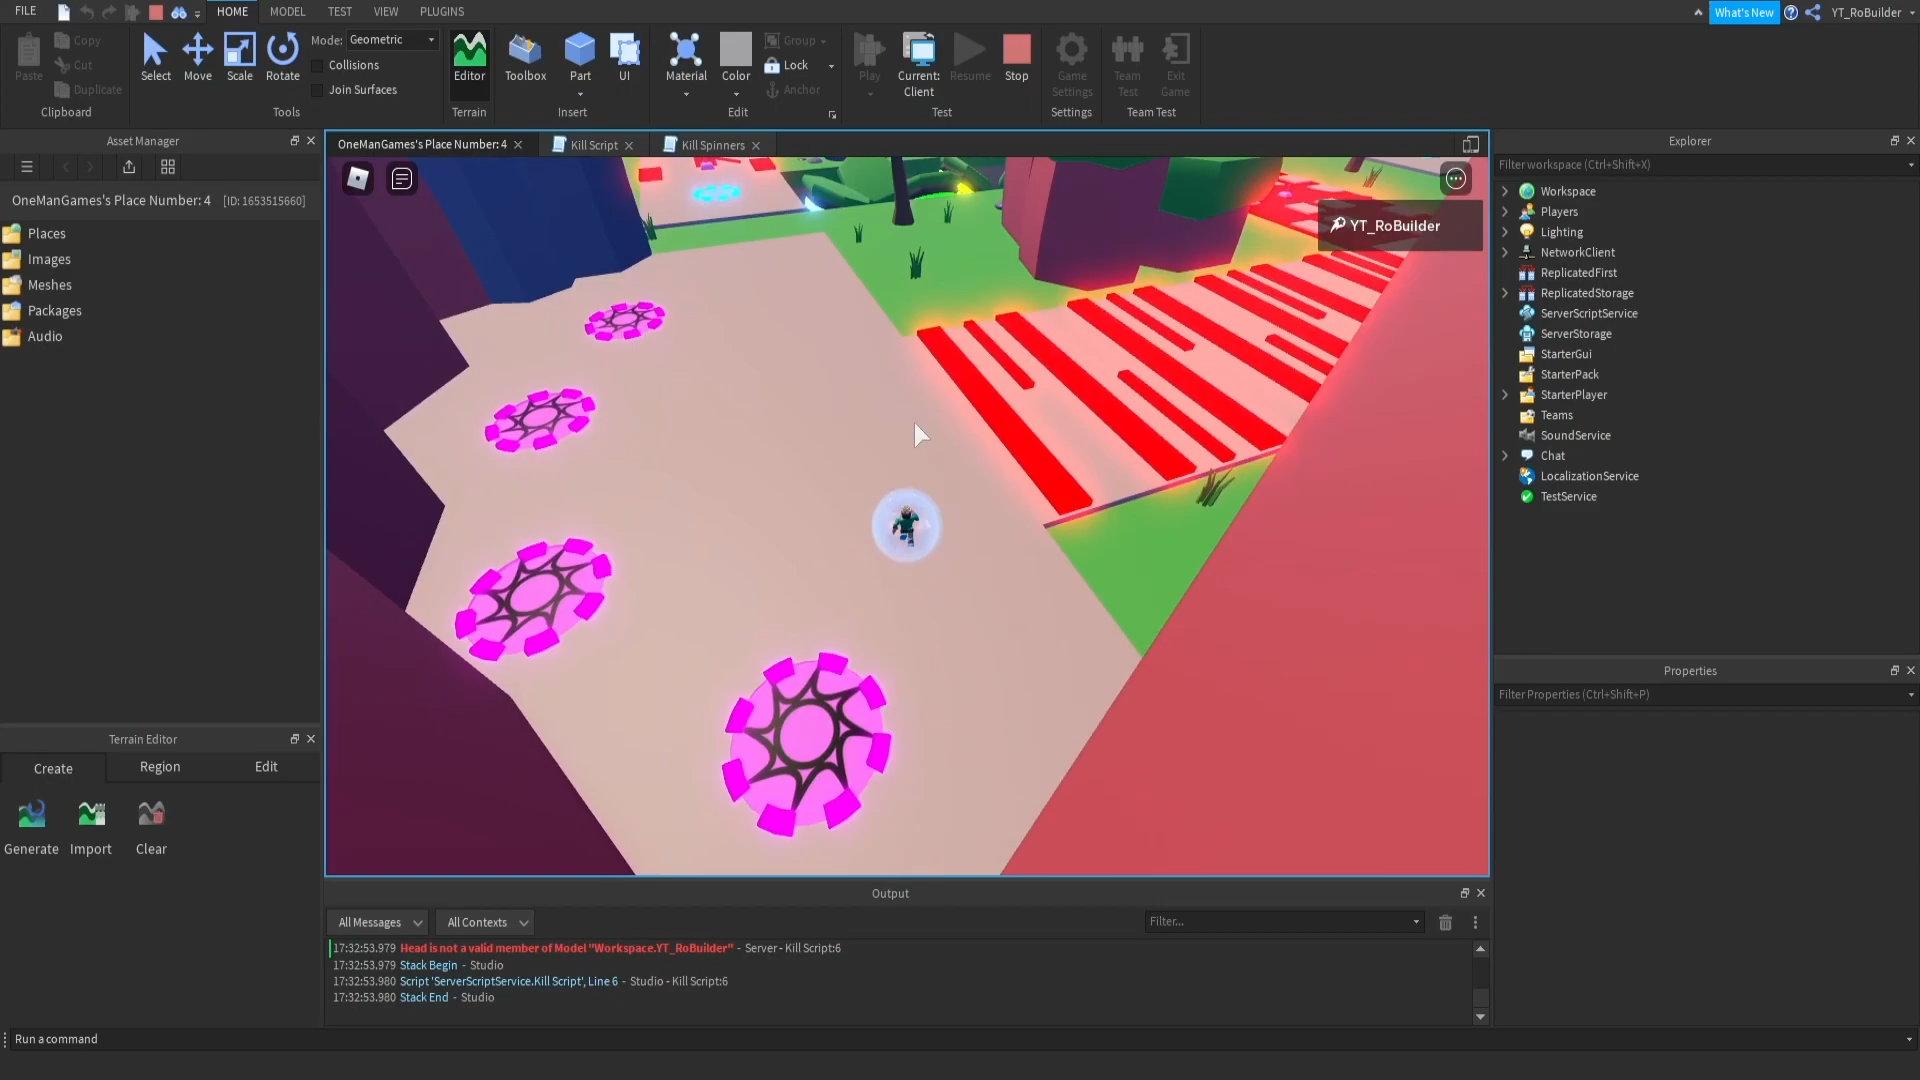 FILE
HOME
MODEL
TEST
VIEW
PLUGINS
What's New
YT_RoBuilder
Paste
Copy
Cut
Duplicate
Clipboard
Select
Move
Scale
Rotate
Mode: Geometric
Collisions
Join Surfaces
Tools
Editor
Terrain
Toolbox
Part
UI
Insert
Material
Color
Group
Lock
Anchor
Edit
Play
Current:
Client
Resume
Stop
Test
Game
Settings
Settings
Team
Test
Exit
Game
Team Test
Asset Manager
OneManGames's Place Number: 4 [ID: 1653515660]
Places
Images
Meshes
Packages
Audio
Terrain Editor
Create
Region
Edit
Generate
Import
Clear
OneManGames's Place Number: 4
Kill Script
Kill Spinners
YT_RoBuilder
Output
All Messages
All Contexts
Filter...
17:32:53.979 Head is not a valid member of Model "Workspace.YT_RoBuilder" - Server - Kill Script:6
17:32:53.979 Stack Begin - Studio
17:32:53.980 Script 'ServerScriptService.Kill Script', Line 6 - Studio - Kill Script:6
17:32:53.980 Stack End - Studio
Run a command
Explorer
Filter workspace (Ctrl+Shift+X)
Workspace
Players
Lighting
NetworkClient
ReplicatedFirst
ReplicatedStorage
ServerScriptService
ServerStorage
StarterGui
StarterPack
StarterPlayer
Teams
SoundService
Chat
LocalizationService
TestService
Properties
Filter Properties (Ctrl+Shift+P)